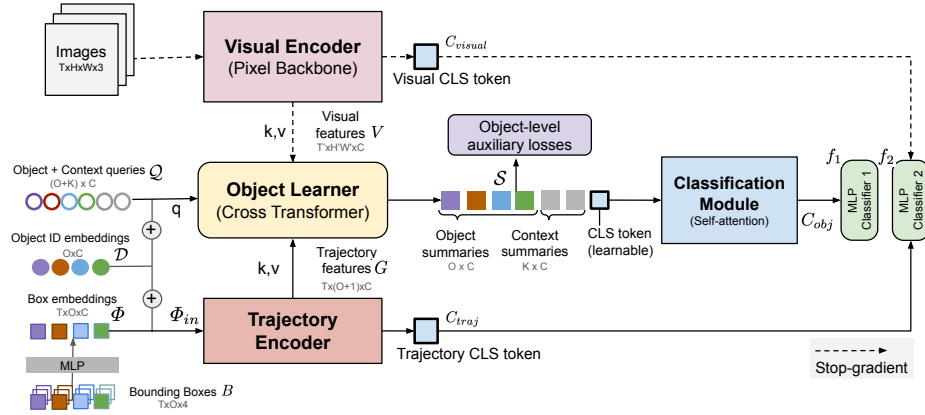 Images
TxHxWx3
Visual Encoder
(Pixel Backbone)
C_visual
Visual CLS token
k,v
Visual
features V
T'xH'W'xC
Object-level
auxiliary losses
Object + Context queries Q
(O+K) x C
q
Object Learner
(Cross Transformer)
S
Object
summaries
O x C
Context
summaries
K x C
CLS token
(learnable)
Classification
Module
(Self-attention)
C_obj
f_1
MLP
Classifier 1
f_2
MLP
Classifier 2
+
Object ID embeddings
OxC
D
k,v
Trajectory
features G
Tx(O+1)xC
+
Box embeddings
TxOxC
Φ
Φ_in
Trajectory
Encoder
C_traj
Trajectory CLS token
MLP
Bounding Boxes B
TxOx4
Stop-gradient